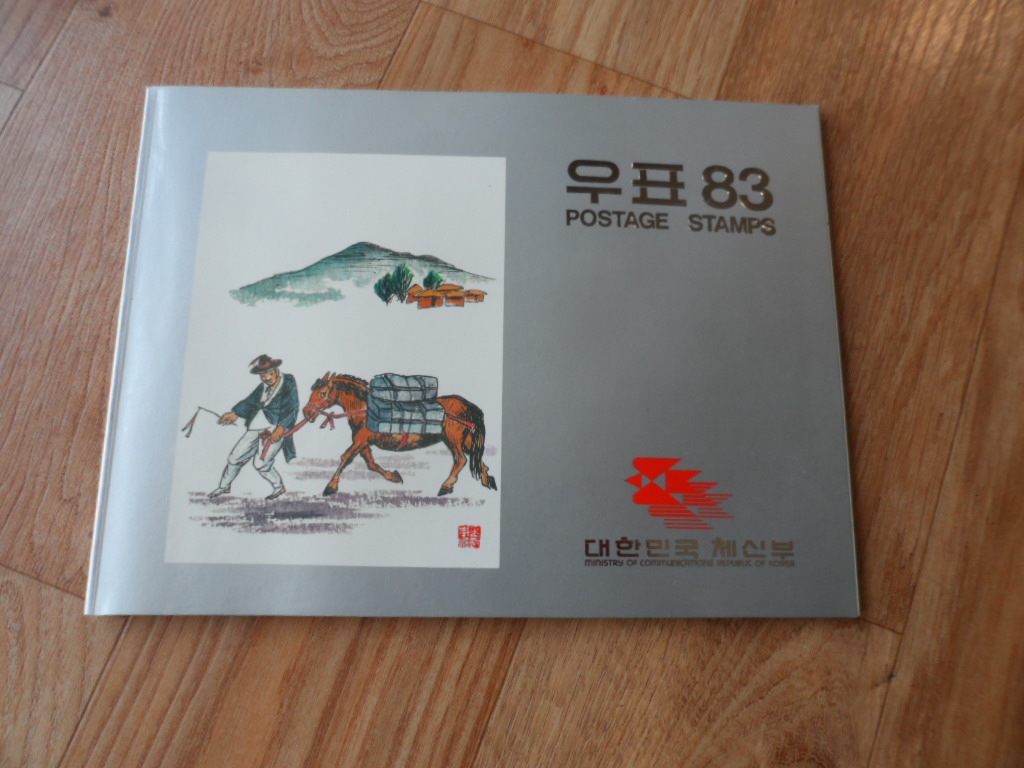 우표 83
POSTAGE STAMPS
대한민국 체신부
MINISTRY OF COMMUNICATIONS REPUBLIC OF KOREA